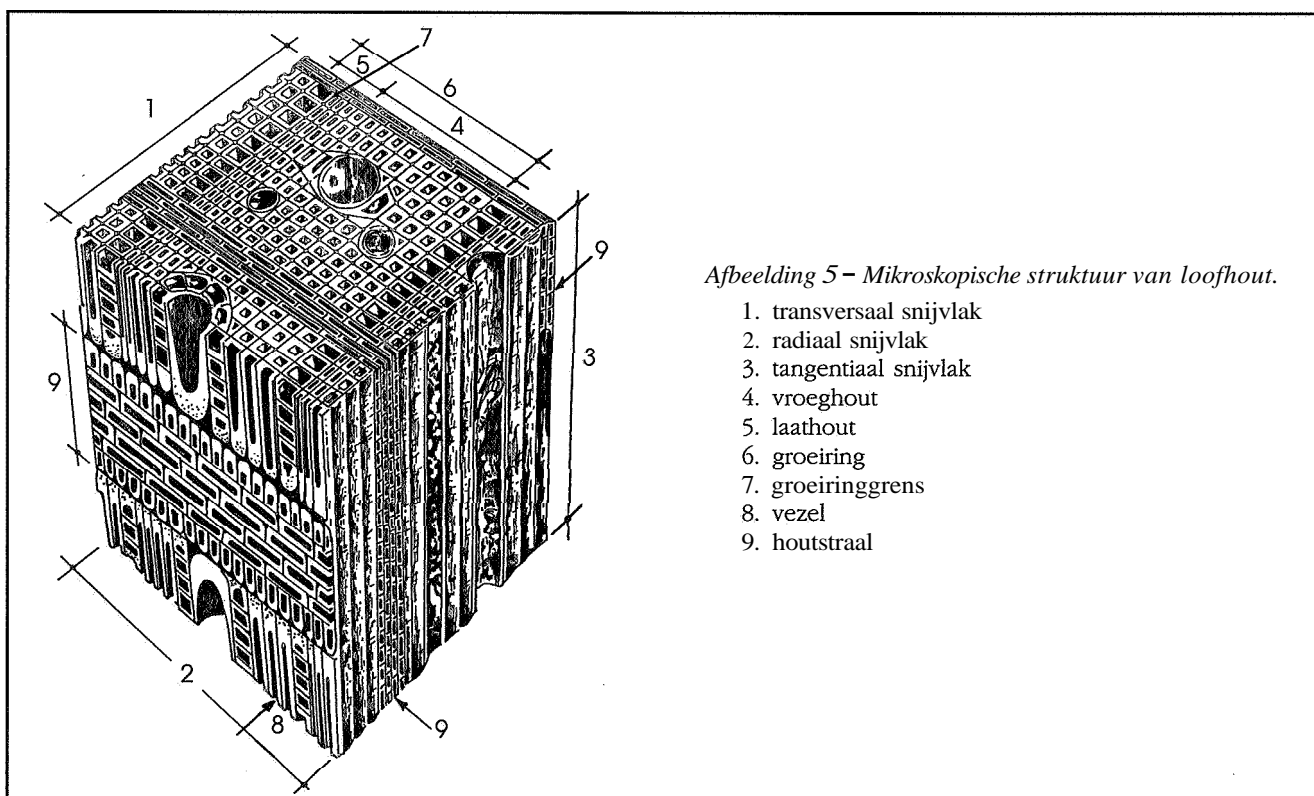 7
5
6
1
4
9
3
9
2
8
9
Afbeelding 5 – Mikroskopische struktuur van loofhout.
1. transversaal snijvlak
2. radiaal snijvlak
3. tangentiaal snijvlak
4. vroeghout
5. laathout
6. groeiring
7. groeiringgrens
8. vezel
9. houtstraal